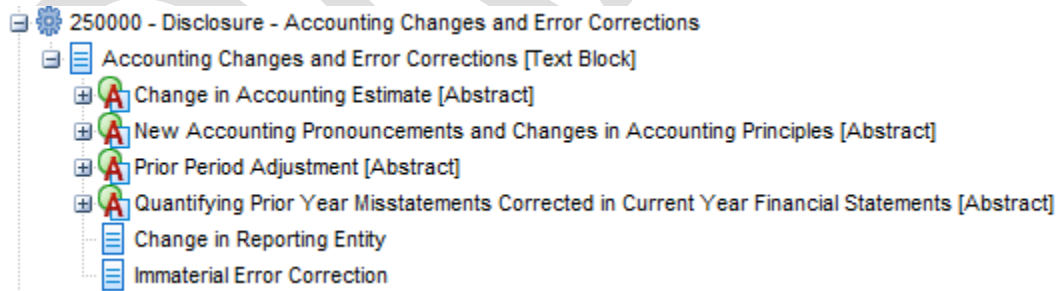 250000 - Disclosure - Accounting Changes and Error Corrections
Accounting Changes and Error Corrections [Text Block]
Change in Accounting Estimate [Abstract]
New Accounting Pronouncements and Changes in Accounting Principles [Abstract]
Prior Period Adjustment [Abstract]
Quantifying Prior Year Misstatements Corrected in Current Year Financial Statements [Abstract]
Change in Reporting Entity
Immaterial Error Correction